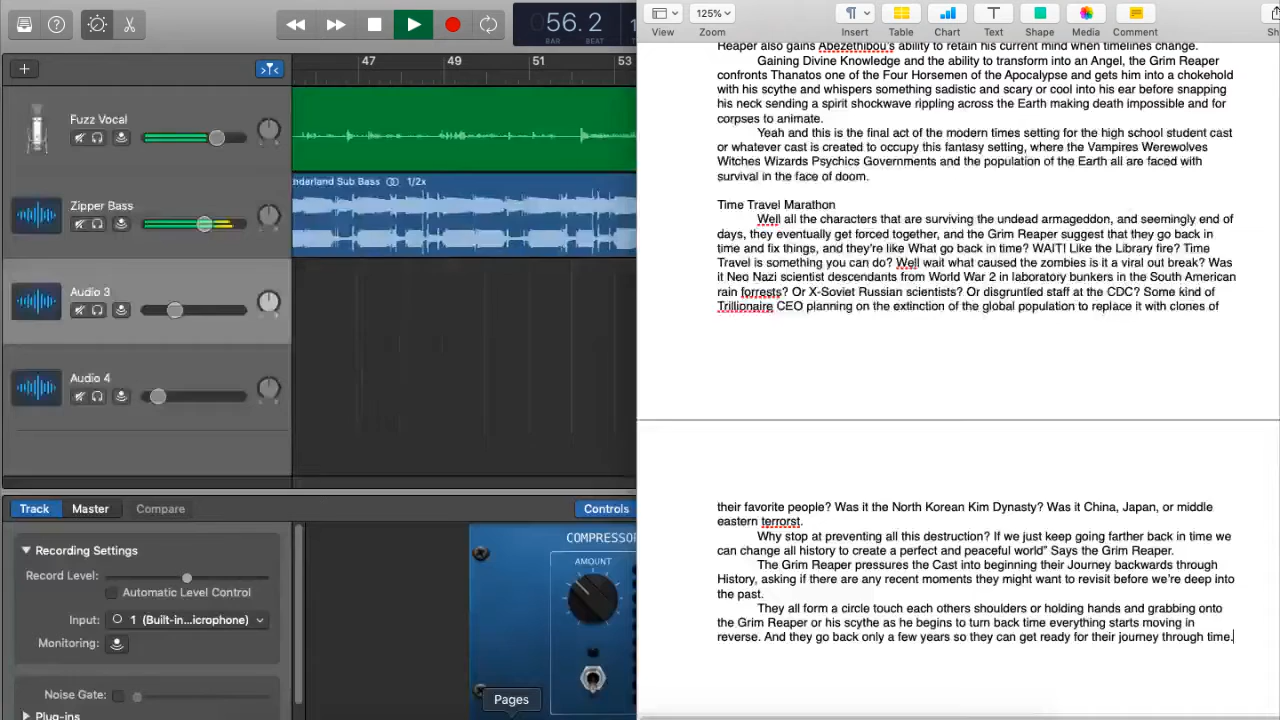 56.2
BAR
BEAT
125%
View
Zoom
Insert
Table
Chart
Text
Shape
Media
Comment
47
49
51
53
Fuzz Vocal
Zipper Bass
Audio 3
Audio 4
nderland Sub Bass
1/2x
Track
Master
Compare
Controls
Recording Settings
Record Level:
Automatic Level Control
Input:
1 (Built-in...icrophone)
Monitoring:
Noise Gate:
Plug-ins
COMPRESSOR
AMOUNT
Pages
Reaper also gains Abezethibou's ability to retain his current mind when timelines change.
Gaining Divine Knowledge and the ability to transform into an Angel, the Grim Reaper
confronts Thanatos one of the Four Horsemen of the Apocalypse and gets him into a chokehold
with his scythe and whispers something sadistic and scary or cool into his ear before snapping
his neck sending a spirit shockwave rippling across the Earth making death impossible and for
corpses to animate.
Yeah and this is the final act of the modern times setting for the high school student cast
or whatever cast is created to occupy this fantasy setting, where the Vampires Werewolves
Witches Wizards Psychics Governments and the population of the Earth all are faced with
survival in the face of doom.
Time Travel Marathon
Well all the characters that are surviving the undead armageddon, and seemingly end of
days, they eventually get forced together, and the Grim Reaper suggest that they go back in
time and fix things, and they're like What go back in time? WAIT! Like the Library fire? Time
Travel is something you can do? Well wait what caused the zombies is it a viral out break? Was
it Neo Nazi scientist descendants from World War 2 in laboratory bunkers in the South American
rain forrests? Or X-Soviet Russian scientists? Or disgruntled staff at the CDC? Some kind of
Trillionaire CEO planning on the extinction of the global population to replace it with clones of
their favorite people? Was it the North Korean Kim Dynasty? Was it China, Japan, or middle
eastern terrorst.
Why stop at preventing all this destruction? If we just keep going farther back in time we
can change all history to create a perfect and peaceful world” Says the Grim Reaper.
The Grim Reaper pressures the Cast into beginning their Journey backwards through
History, asking if there are any recent moments they might want to revisit before we're deep into
the past.
They all form a circle touch each others shoulders or holding hands and grabbing onto
the Grim Reaper or his scythe as he begins to turn back time everything starts moving in
reverse. And they go back only a few years so they can get ready for their journey through time.